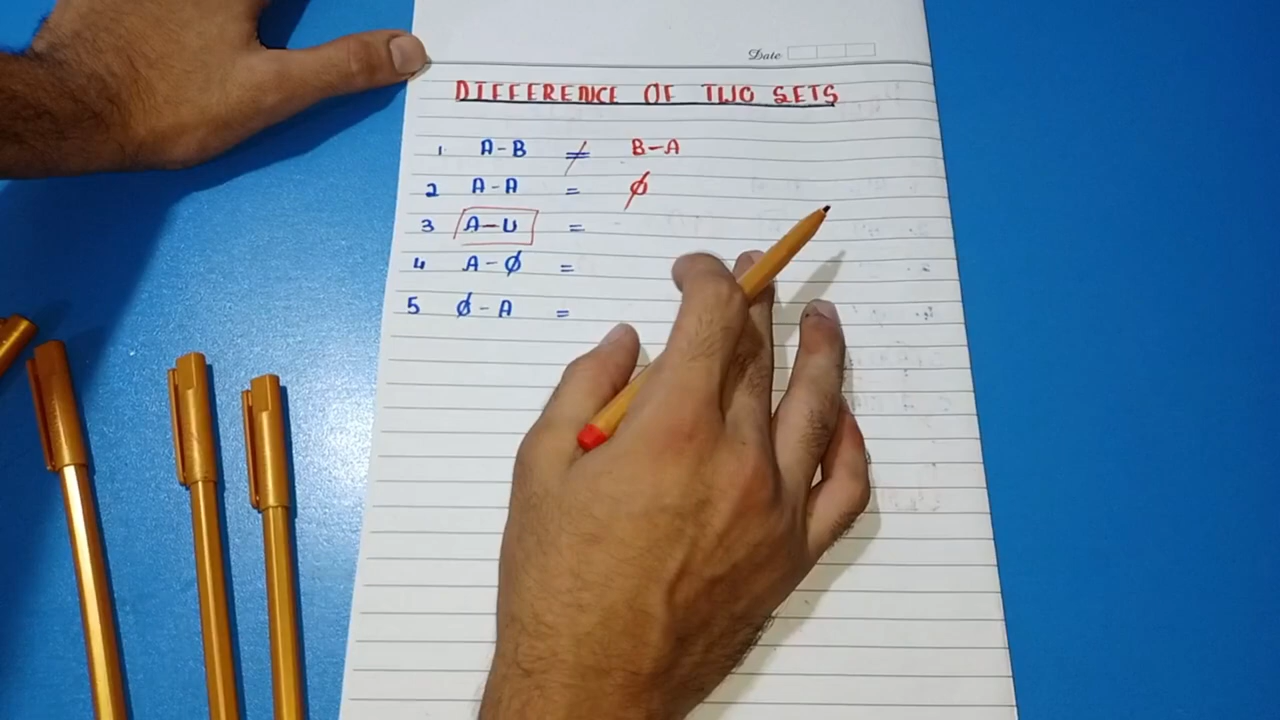 Date
DIFFERENCE OF TWO SETS
1 A-B ≠ B-A
2 A-A = ϕ
3 A-U =
4 A-ϕ =
5 ϕ-A =